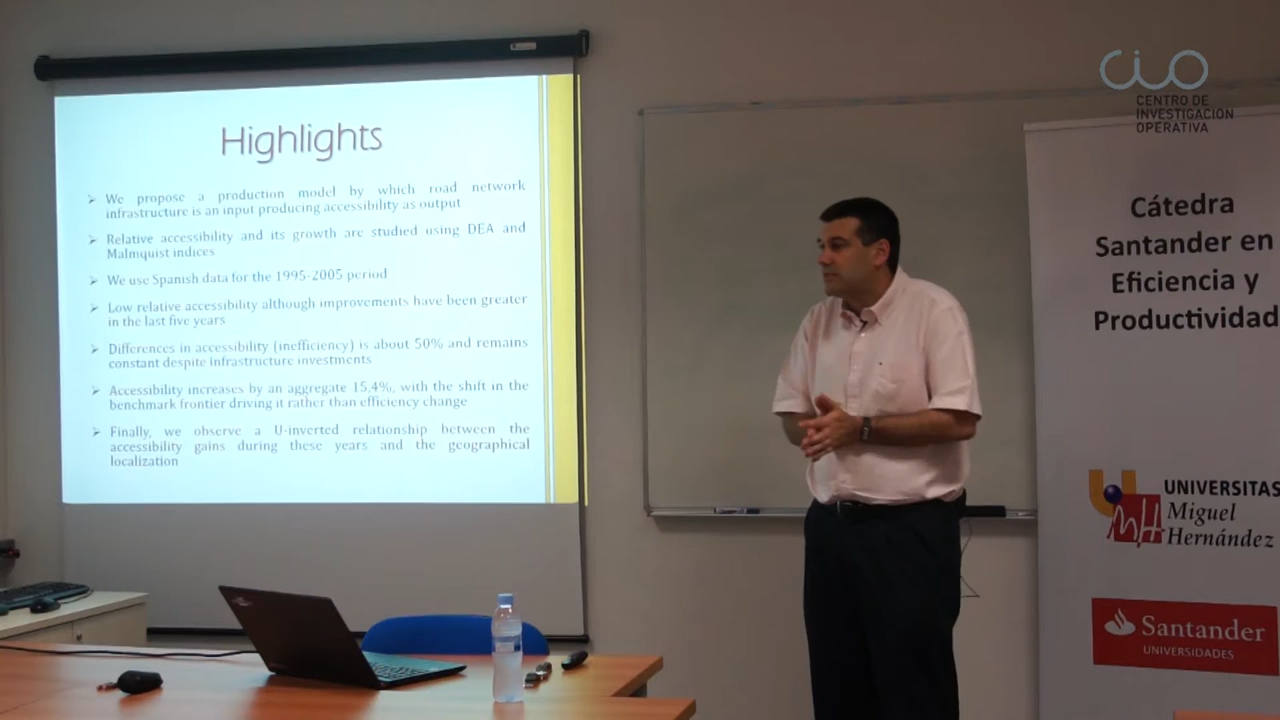 Highlights
We propose a production model by which road network
infrastructure is an input producing accessibility as output
Relative accessibility and its growth are studied using DEA and
Malmquist indices
We use Spanish data for the 1995-2005 period
Low relative accessibility although improvements have been greater
in the last five years
Differences in accessibility (inefficiency) is about 50% and remains
constant despite infrastructure investments
Accessibility increases by an aggregate 15,4%, with the shift in the
benchmark frontier driving it rather than efficiency change
Finally, we observe a U-inverted relationship between the
accessibility gains during these years and the geographical
localization
CIO
CENTRO DE
INVESTIGACION
OPERATIVA
Cátedra
Santander en
Eficiencia y
Productividad
UNIVERSITAS
Miguel
Hernández
Santander
UNIVERSIDADES